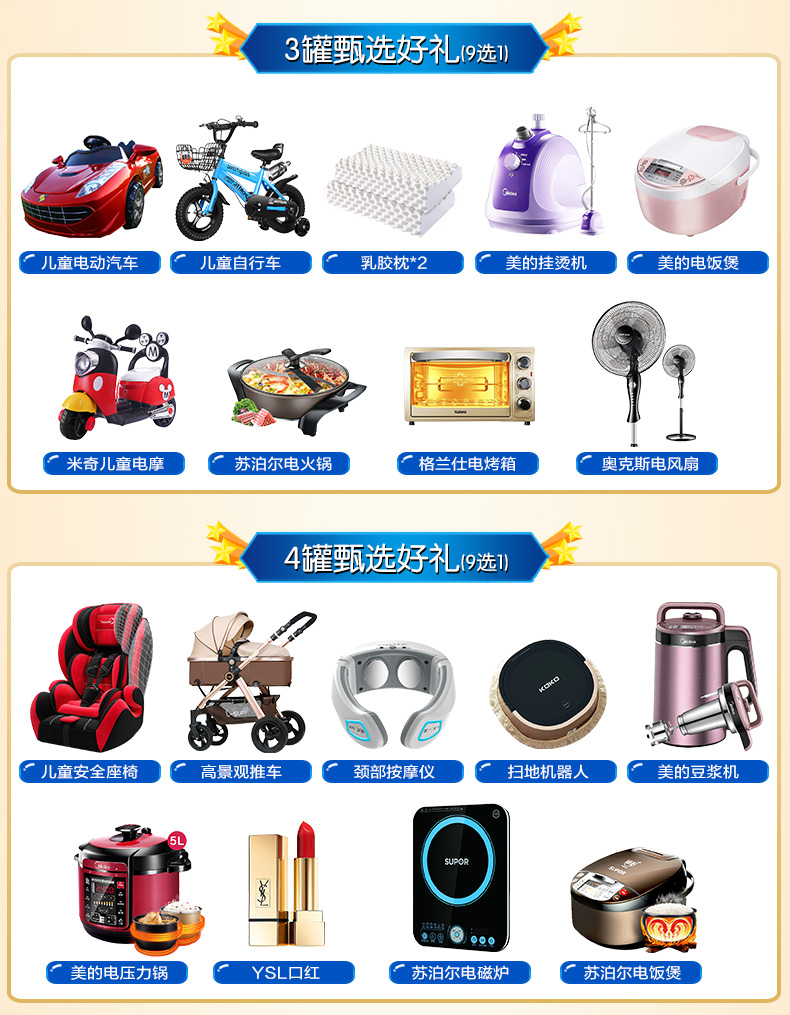 3罐甄选好礼(9选1)
儿童电动汽车
儿童自行车
乳胶枕*2
Midea
美的挂烫机
美的电饭煲
M
米奇儿童电摩
苏泊尔电火锅
Galanz
格兰仕电烤箱
奥克斯电风扇
4罐甄选好礼(9选1)
儿童安全座椅
高景观推车
颈部按摩仪
KOKO
扫地机器人
Midea
美的豆浆机
5L
Midea
美的电压力锅
YSL口红
SUPOR
苏泊尔电磁炉
SUPOR
苏泊尔电饭煲